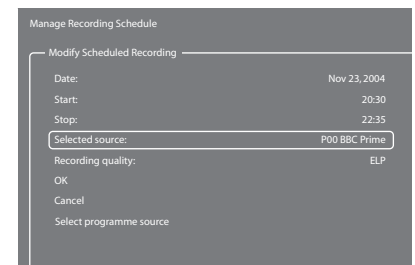 Manage Recording Schedule
Modify Scheduled Recording
Date: Nov 23, 2004
Start: 20:30
Stop: 22:35
Selected source: P00 BBC Prime
Recording quality: ELP
OK
Cancel
Select programme source